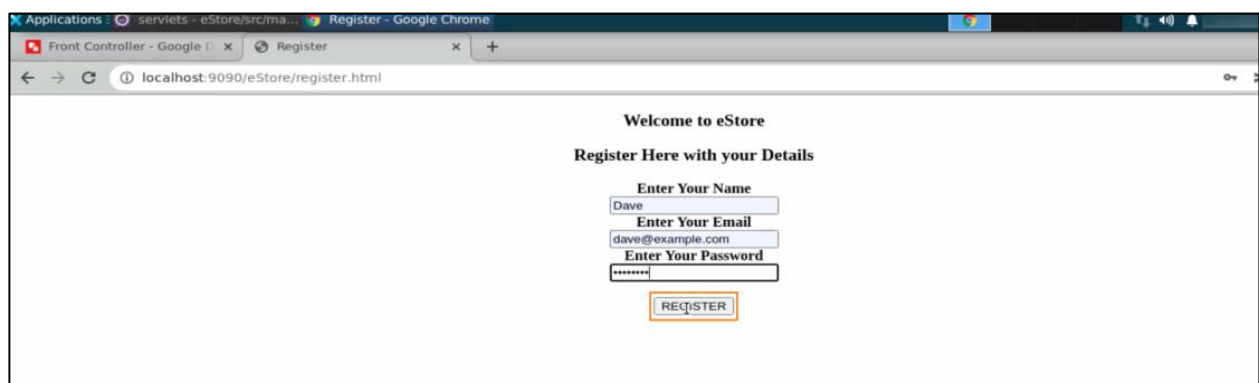 Applications : servlets - eStore/src/ma... Register - Google Chrome
Front Controller - Google D × Register × +
localhost:9090/eStore/register.html
Welcome to eStore
Register Here with your Details
Enter Your Name
Dave
Enter Your Email
dave@example.com
Enter Your Password
••••••••
REGISTER